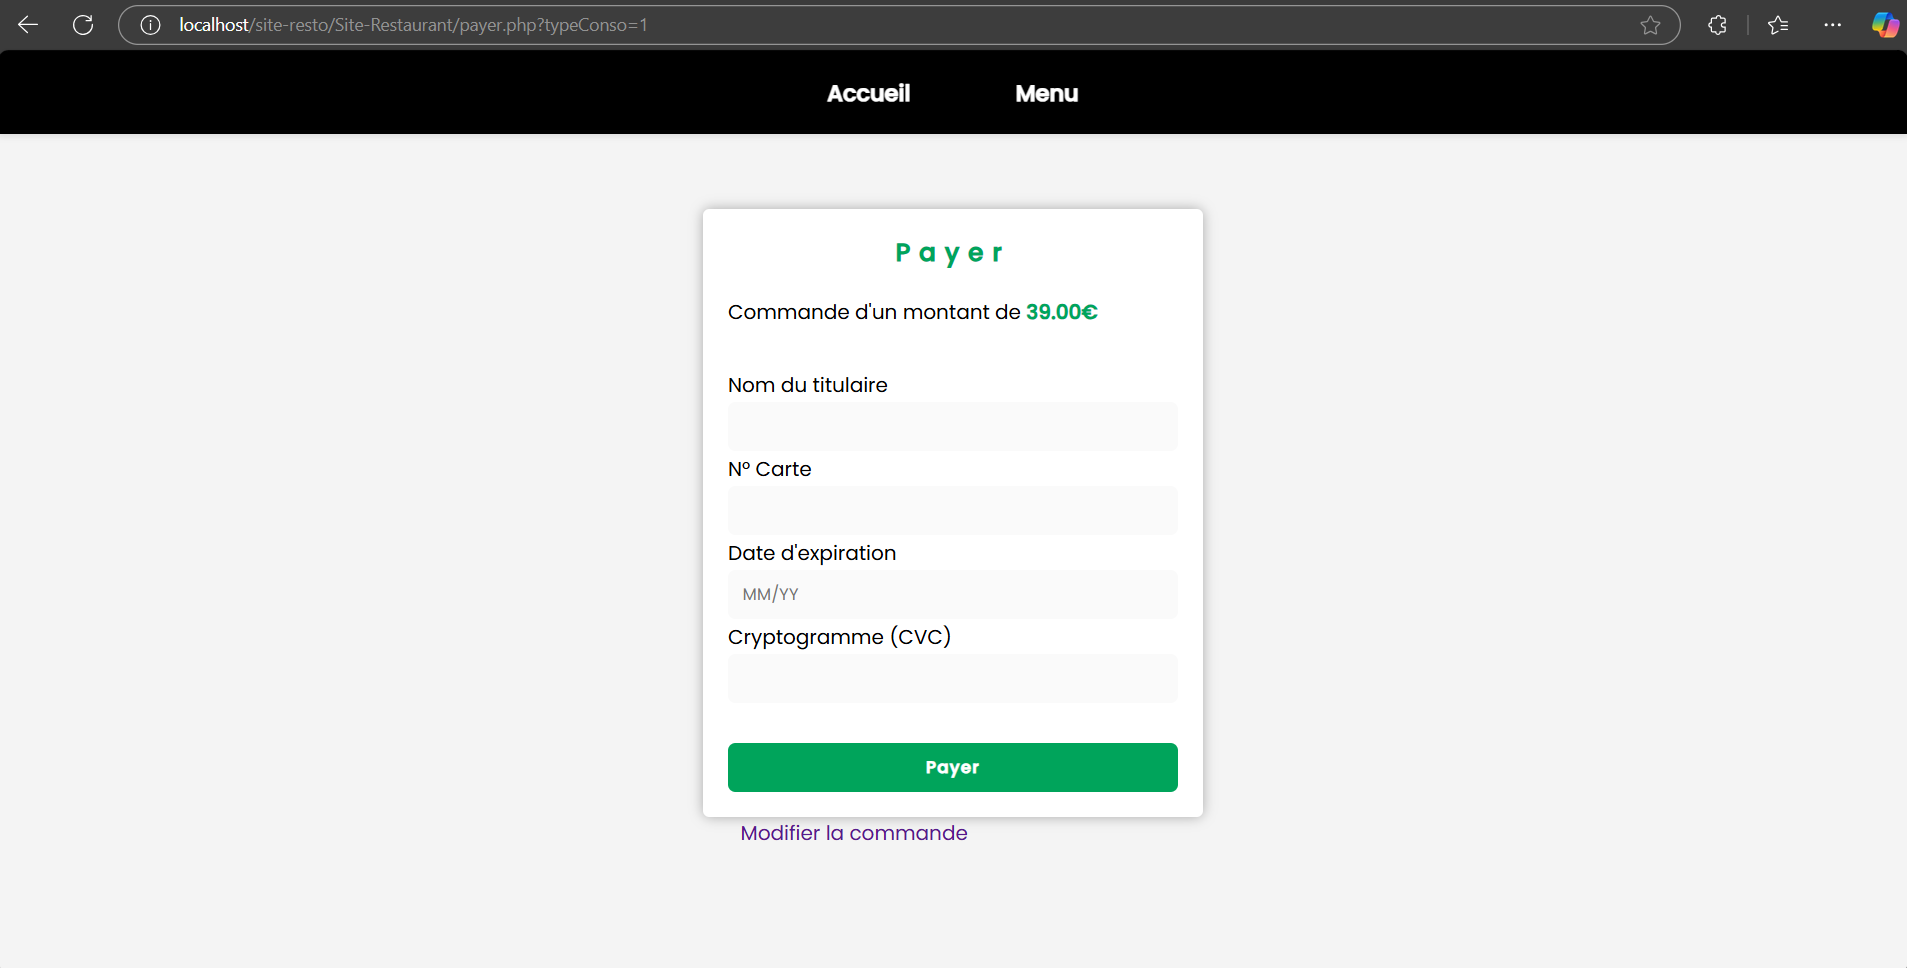 localhost/site-resto/Site-Restaurant/payer.php?typeConso=1
Accueil Menu
Payer
Commande d'un montant de 39.00€
Nom du titulaire
N° Carte
Date d'expiration
MM/YY
Cryptogramme (CVC)
Payer
Modifier la commande